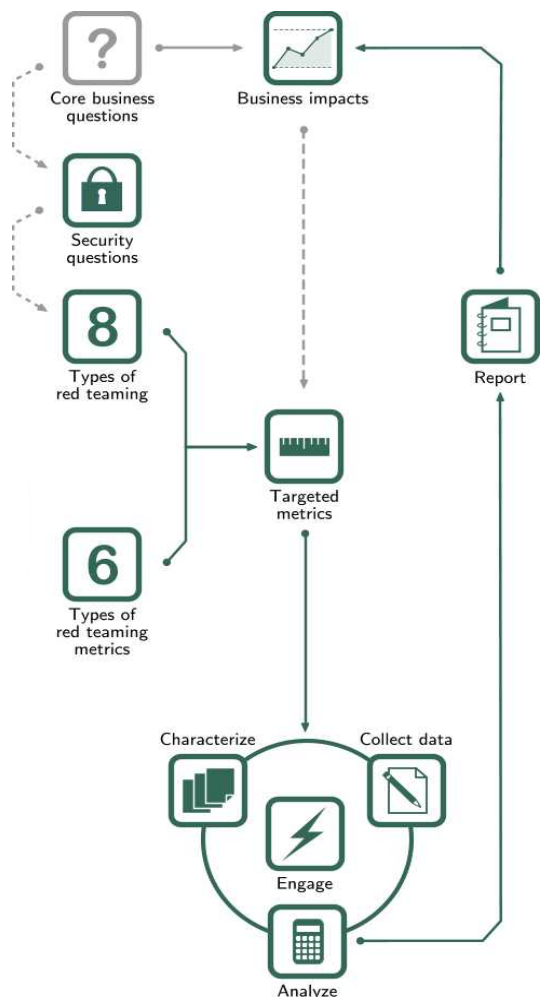 ?
Core business
questions
Business impacts
Security
questions
8
Types of
red teaming
Report
Targeted
metrics
6
Types of
red teaming
metrics
Characterize
Collect data
Engage
Analyze